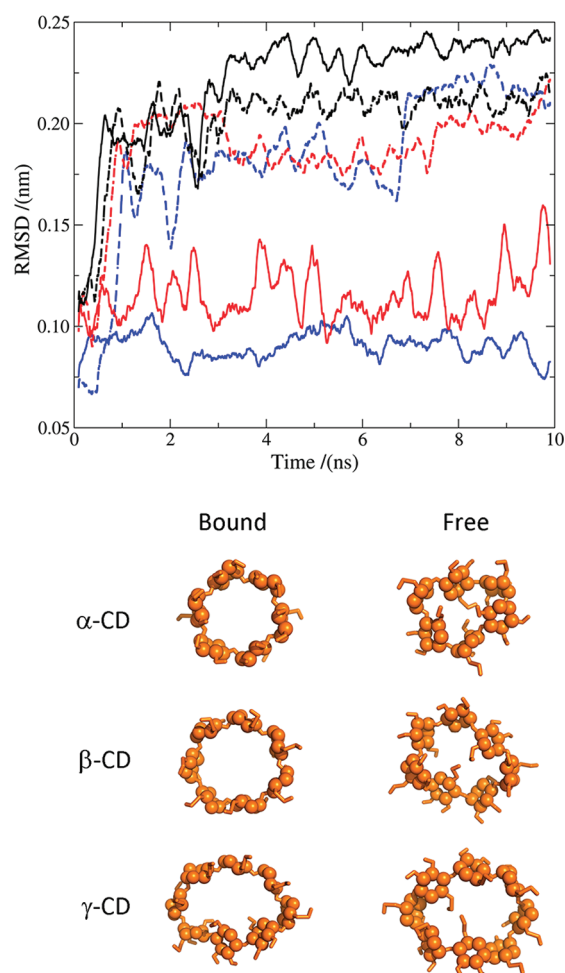 0.25
0.20
0.15
0.10
0.05
RMSD /(nm)
0 2 4 6 8 10
Time /(ns)
Bound Free
α-CD
β-CD
γ-CD